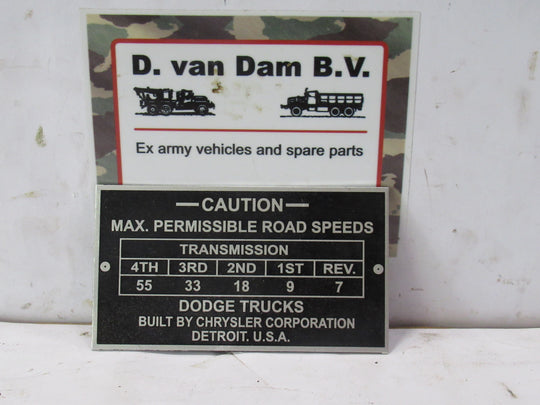 D. van Dam B.V.
Ex army vehicles and spare parts
CAUTION
MAX. PERMISSIBLE ROAD SPEEDS
TRANSMISSION
4TH 3RD 2ND 1ST REV.
55 33 18 9 7
DODGE TRUCKS
BUILT BY CHRYSLER CORPORATION
DETROIT. U.S.A.